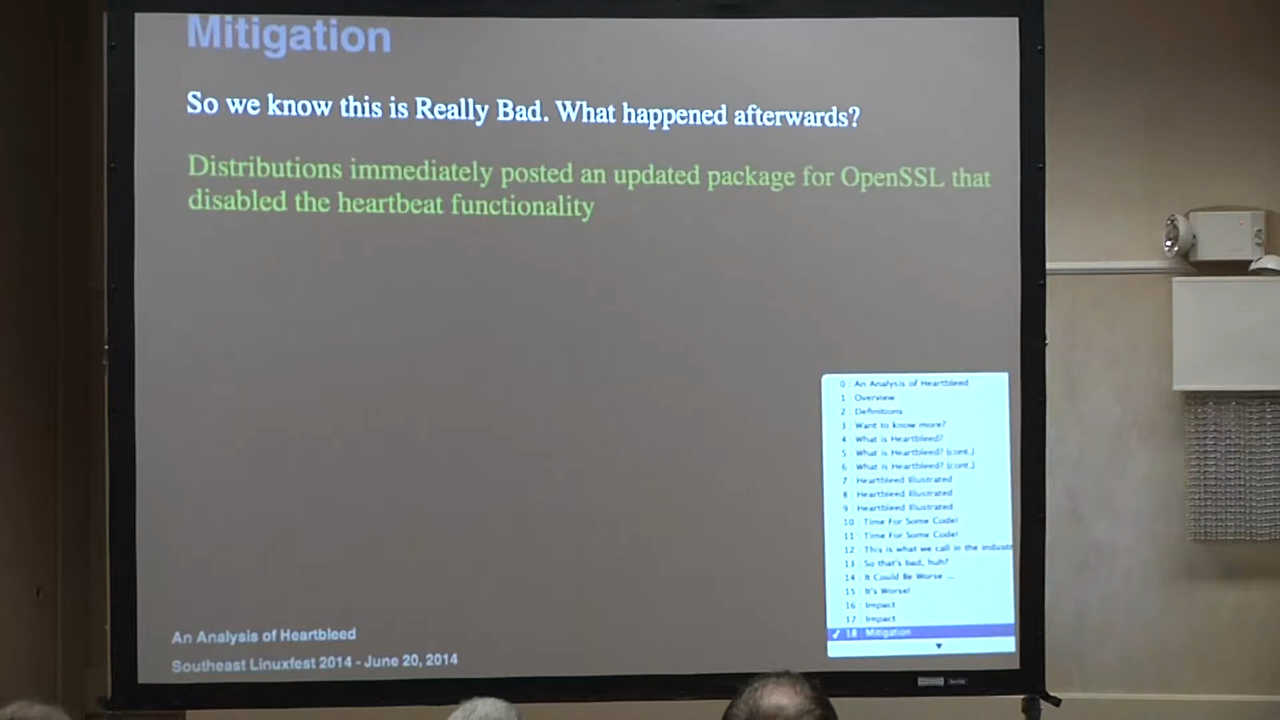 Mitigation
So we know this is Really Bad. What happened afterwards?
Distributions immediately posted an updated package for OpenSSL that
disabled the heartbeat functionality
0 : An Analysis of Heartbleed
1 : Overview
2 : Definitions
3 : Want to know more?
4 : What is Heartbleed?
5 : What is Heartbleed? (cont.)
6 : What is Heartbleed? (cont.)
7 : Heartbleed Illustrated
8 : Heartbleed Illustrated
9 : Heartbleed Illustrated
10 : Time For Some Code!
11 : Time For Some Code!
12 : This is what we call in the industr
13 : So that's bad, huh?
14 : It Could Be Worse ...
15 : It's Worse!
16 : Impact
17 : Impact
✓ 18 : Mitigation
An Analysis of Heartbleed
Southeast Linuxfest 2014 - June 20, 2014